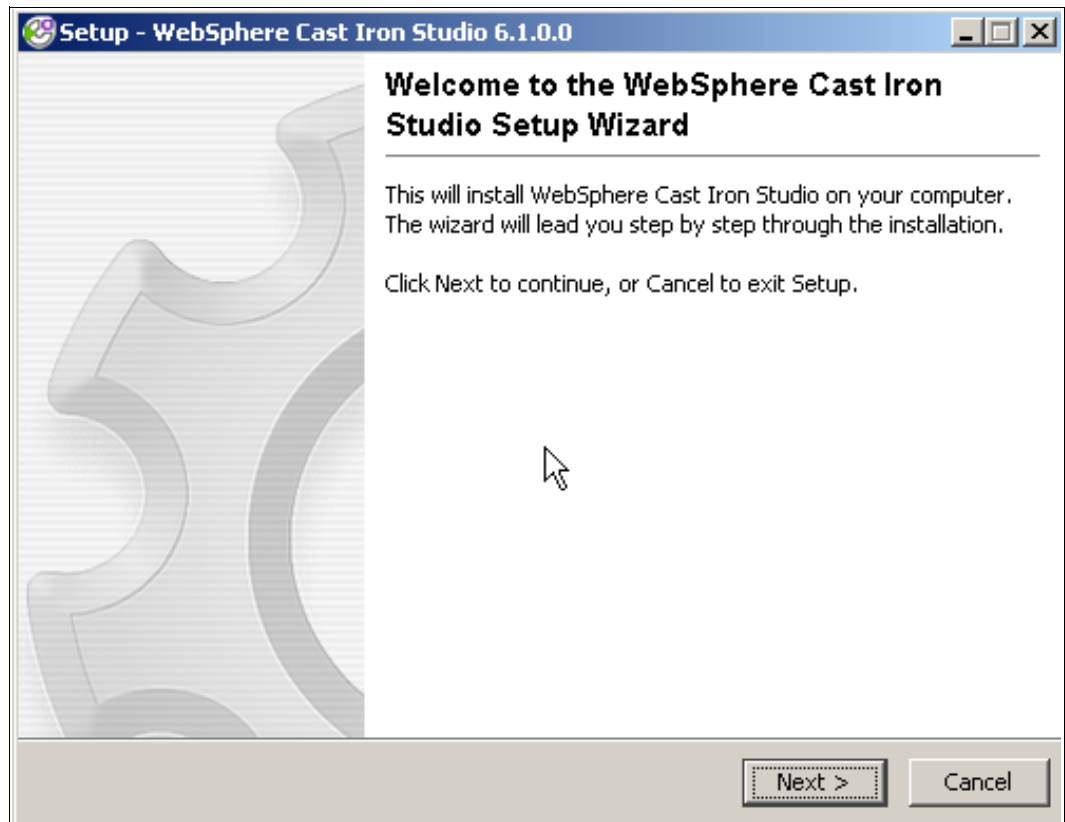 Setup - WebSphere Cast Iron Studio 6.1.0.0
Welcome to the WebSphere Cast Iron
Studio Setup Wizard
This will install WebSphere Cast Iron Studio on your computer.
The wizard will lead you step by step through the installation.
Click Next to continue, or Cancel to exit Setup.
Next >
Cancel